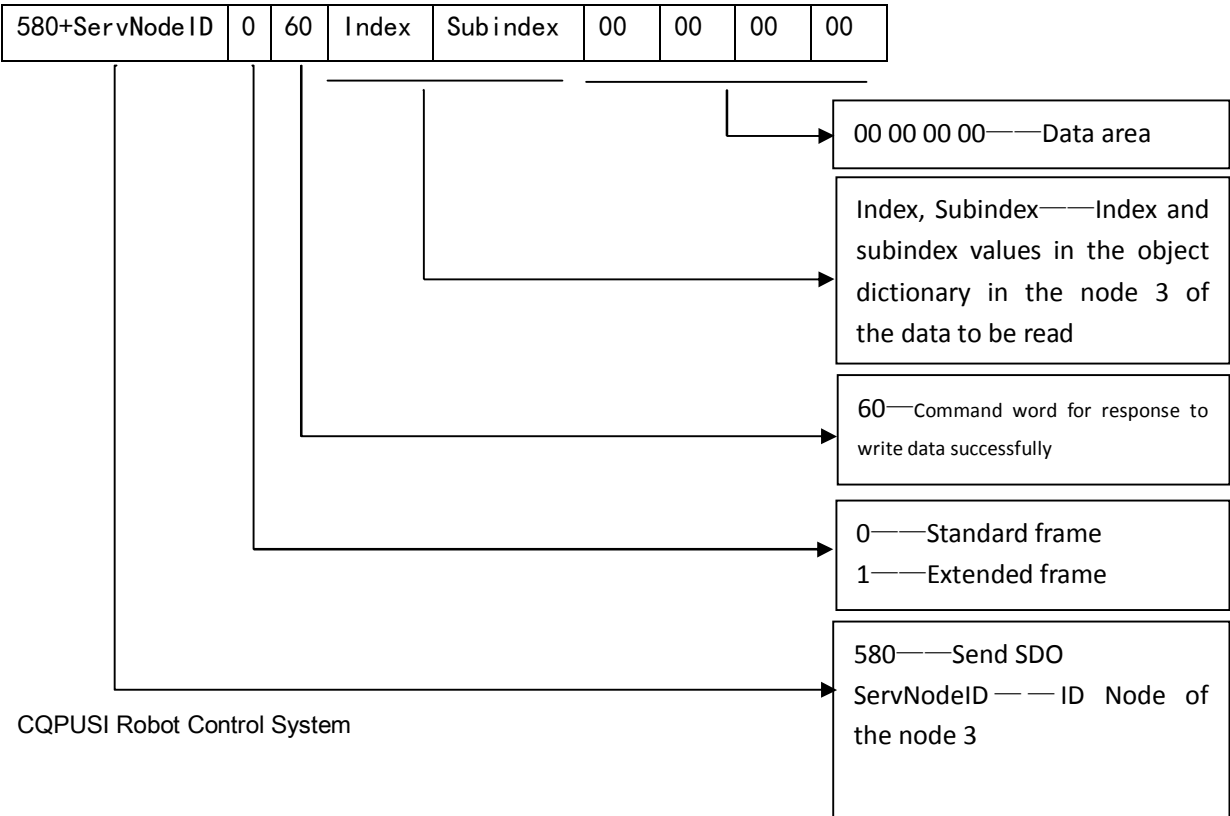 580+ServNodeID 0 60 Index Subindex 00 00 00 00
00 00 00 00——Data area
Index, Subindex——Index and
subindex values in the object
dictionary in the node 3 of
the data to be read
60—Command word for response to
write data successfully
0——Standard frame
1——Extended frame
580——Send SDO
ServNodeID——ID Node of
the node 3
CQPUSI Robot Control System